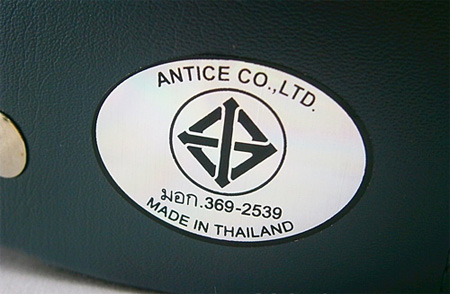 ANTICE CO.,LTD.
มอก.369-2539
MADE IN THAILAND